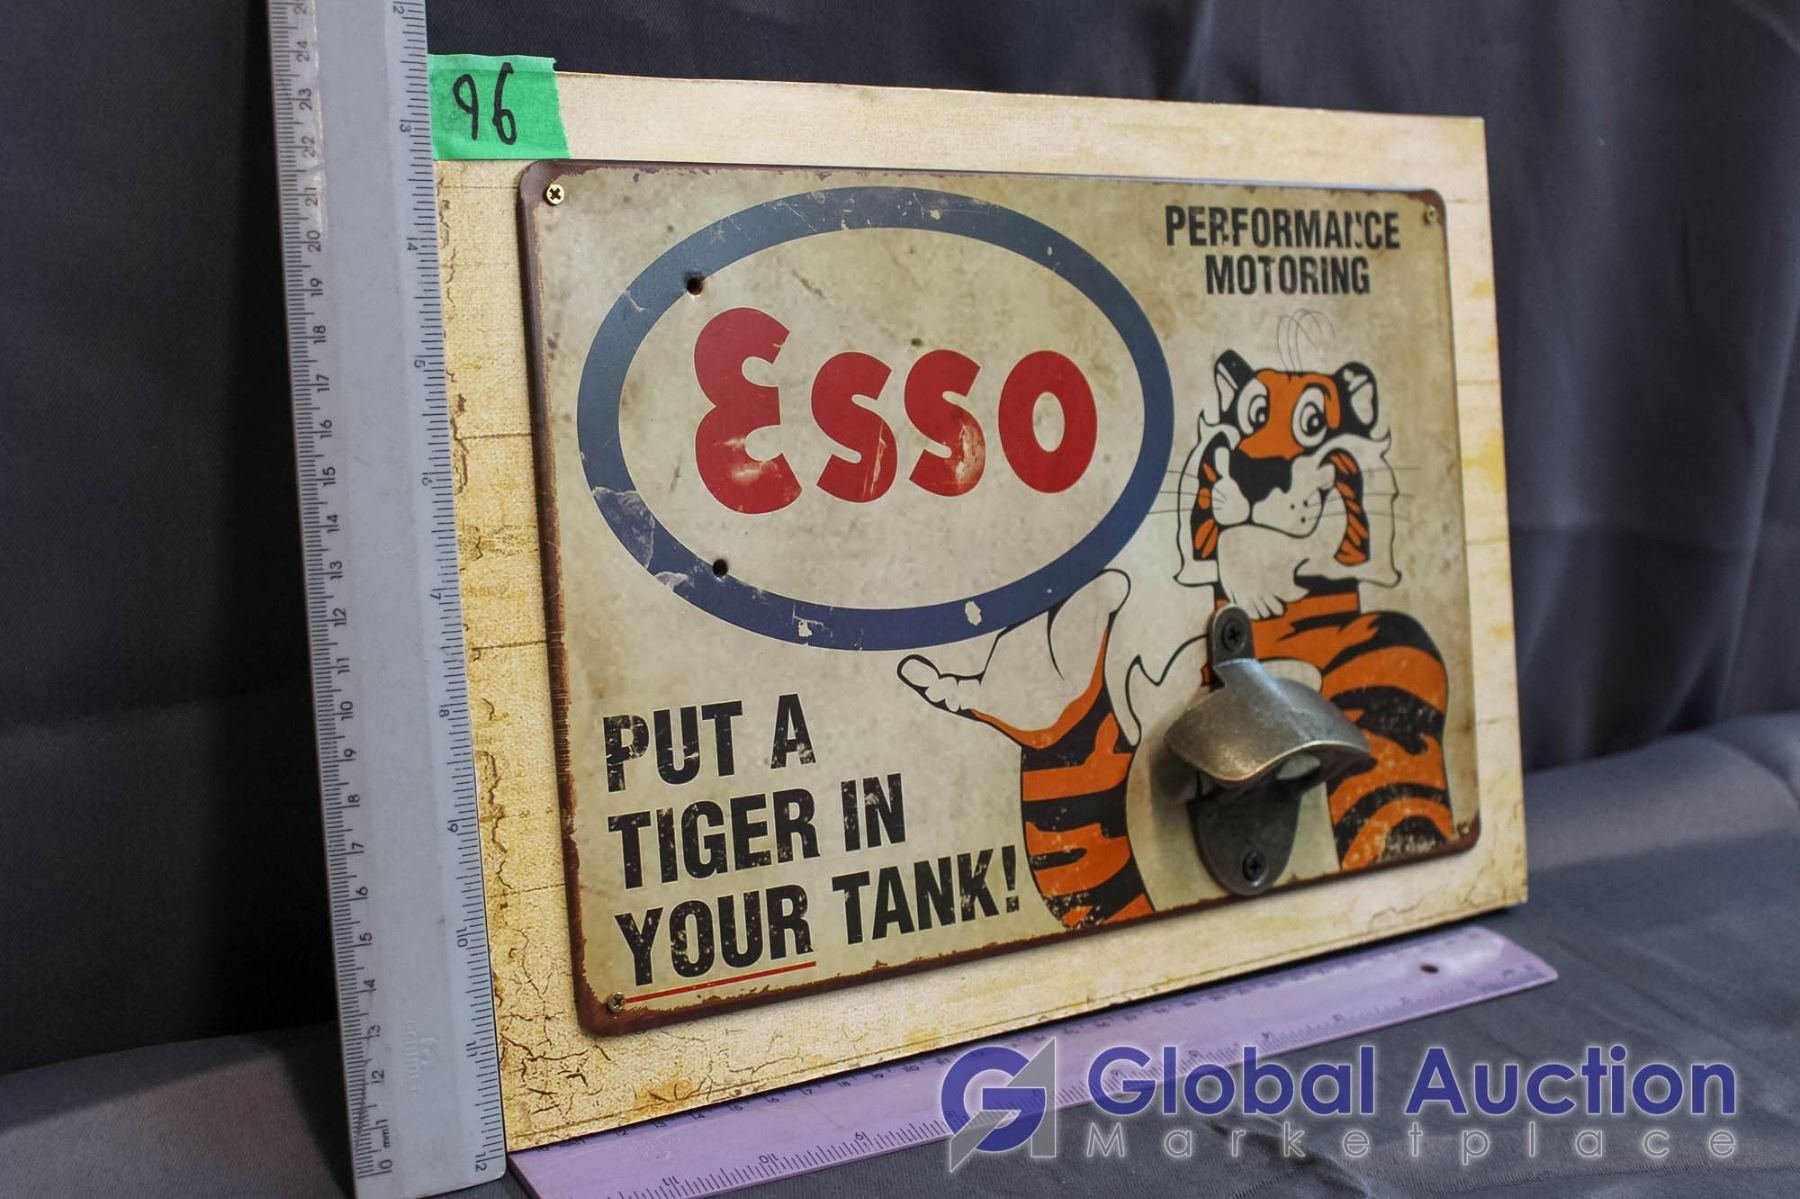 96
Esso
PERFORMANCE
MOTORING
PUT A
TIGER IN
YOUR TANK!
Global Auction
Marketplace